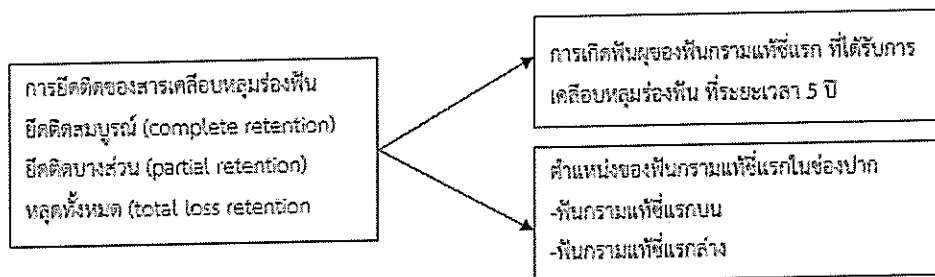 การยึดติดของสารเคลือบหลุมร่องฟัน
ยึดติดสมบูรณ์ (complete retention)
ยึดติดบางส่วน (partial retention)
หลุดทั้งหมด (total loss retention
การเกิดฟันผุของฟันกรามแท้ซี่แรก ที่ได้รับการ
เคลือบหลุมร่องฟัน ที่ระยะเวลา 5 ปี
ตำแหน่งของฟันกรามแท้ซี่แรกในช่องปาก
-ฟันกรามแท้ซี่แรกบน
-ฟันกรามแท้ซี่แรกล่าง